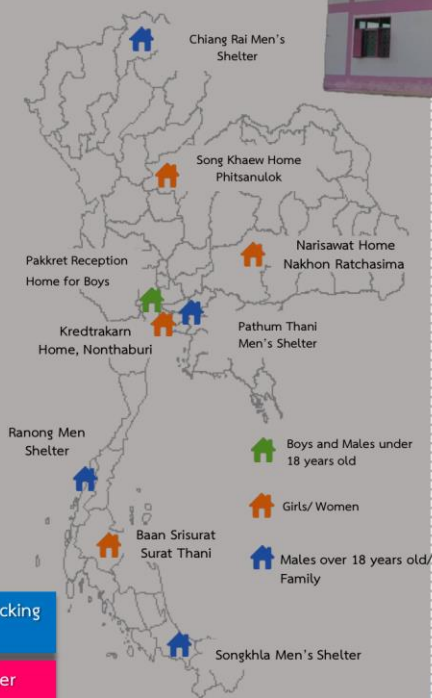 Chiang Rai Men's
Shelter
Song Khaew Home
Phitsanulok
Narisawat Home
Nakhon Ratchasima
Pakkret Reception
Home for Boys
Kredtrakarn
Home, Nonthaburi
Pathum Thani
Men's Shelter
Ranong Men
Shelter
Boys and Males under
18 years old
Girls/ Women
Baan Srisurat
Surat Thani
Males over 18 years old/
Family
Songkhla Men's Shelter